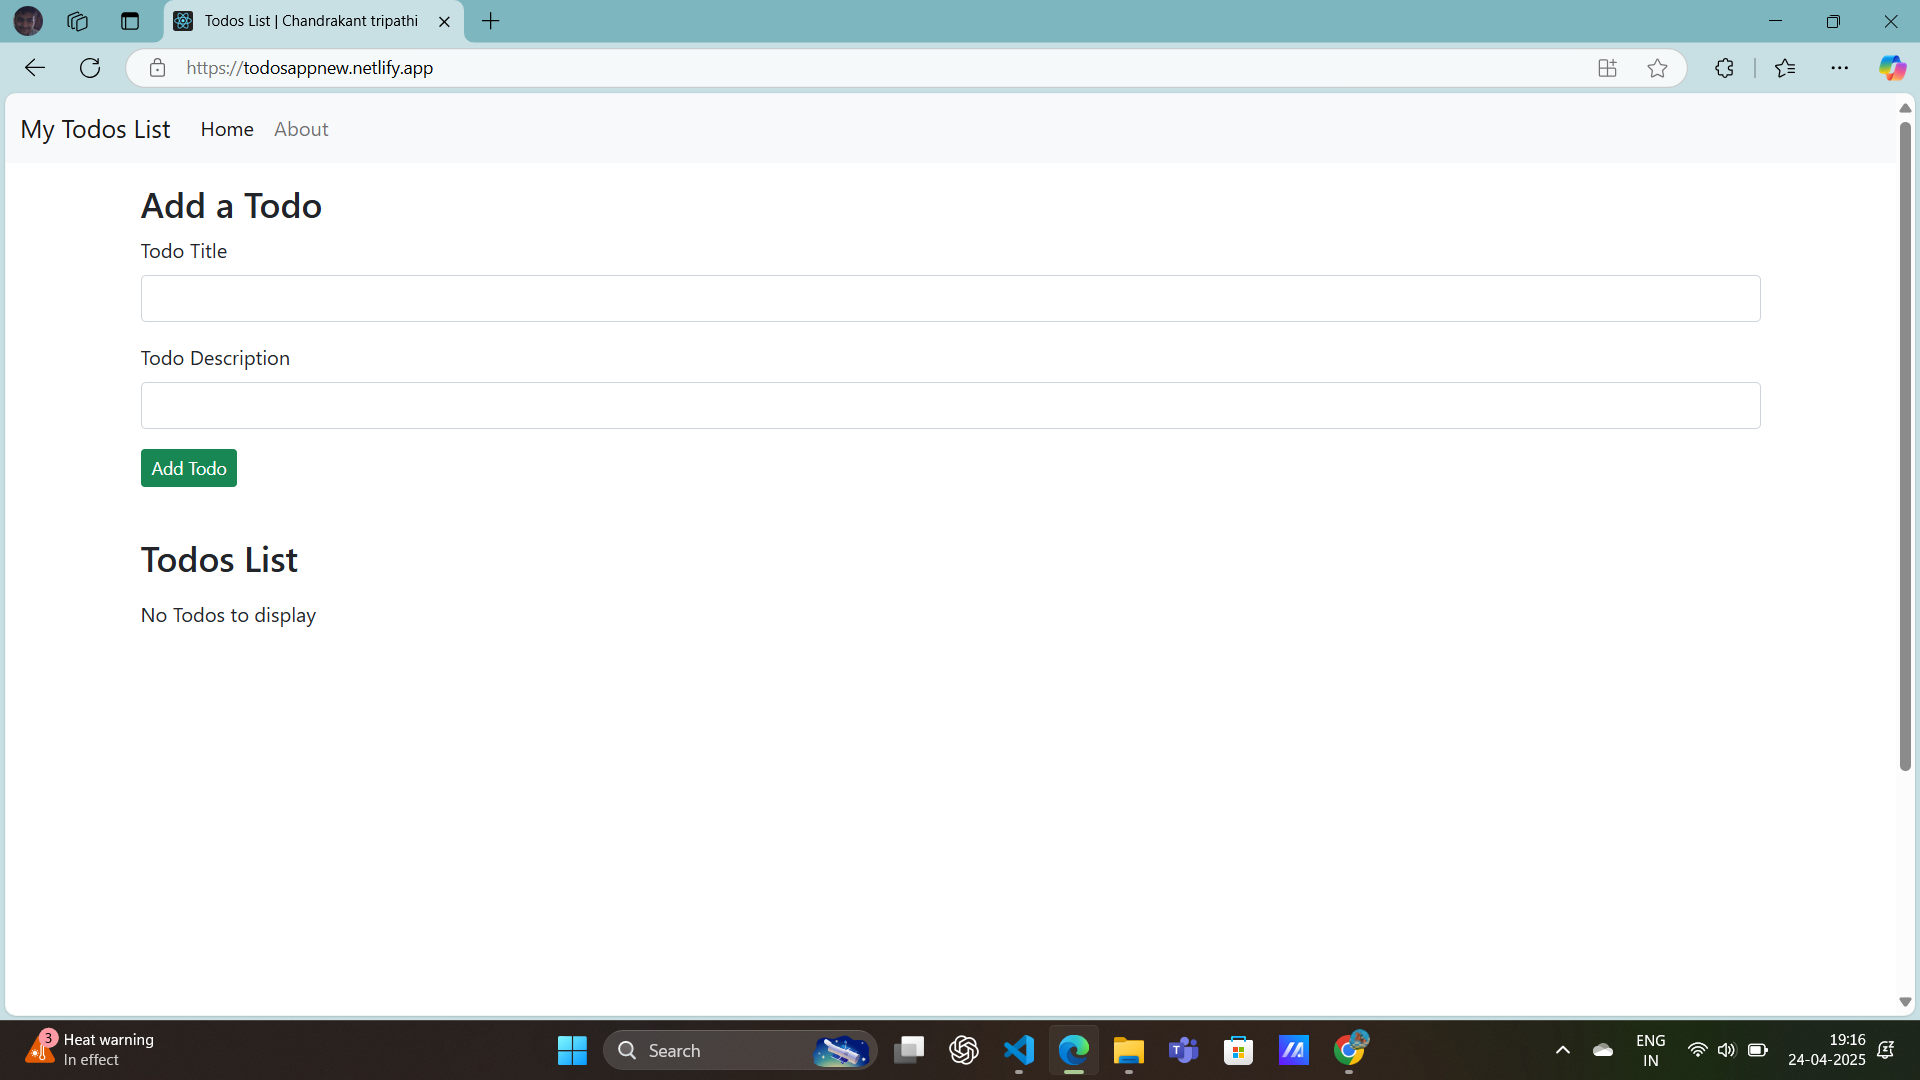 Todos List | Chandrakant tripathi
https://todosappnew.netlify.app
My Todos List Home About
Add a Todo
Todo Title
Todo Description
Add Todo
Todos List
No Todos to display
3 Heat warning
In effect
Search
ENG
IN
19:16
24-04-2025